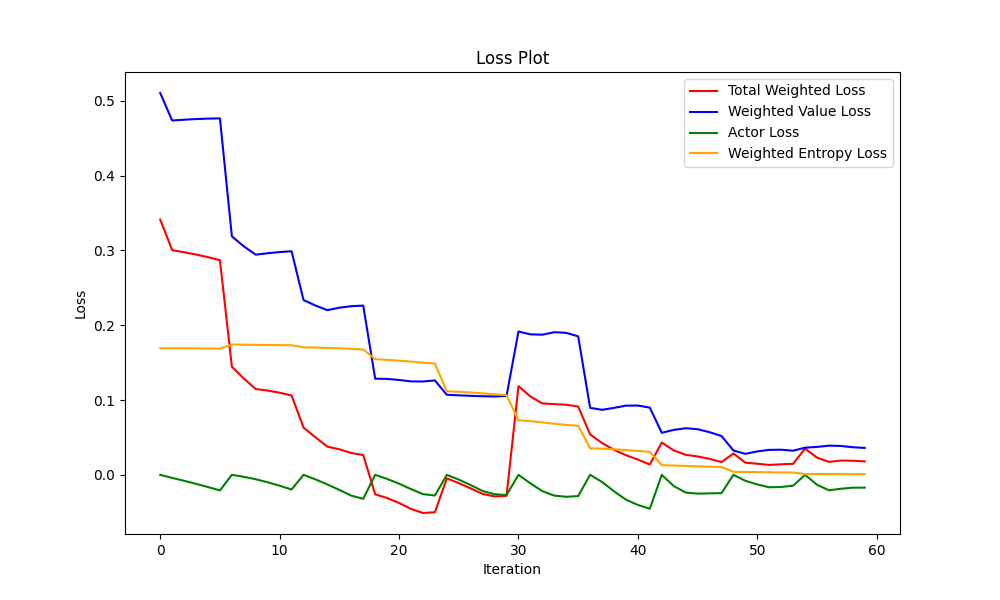 Loss Plot
Total Weighted Loss
Weighted Value Loss
Actor Loss
Weighted Entropy Loss
0.5
0.4
0.3
0.2
0.1
0.0
Loss
0 10 20 30 40 50 60
Iteration